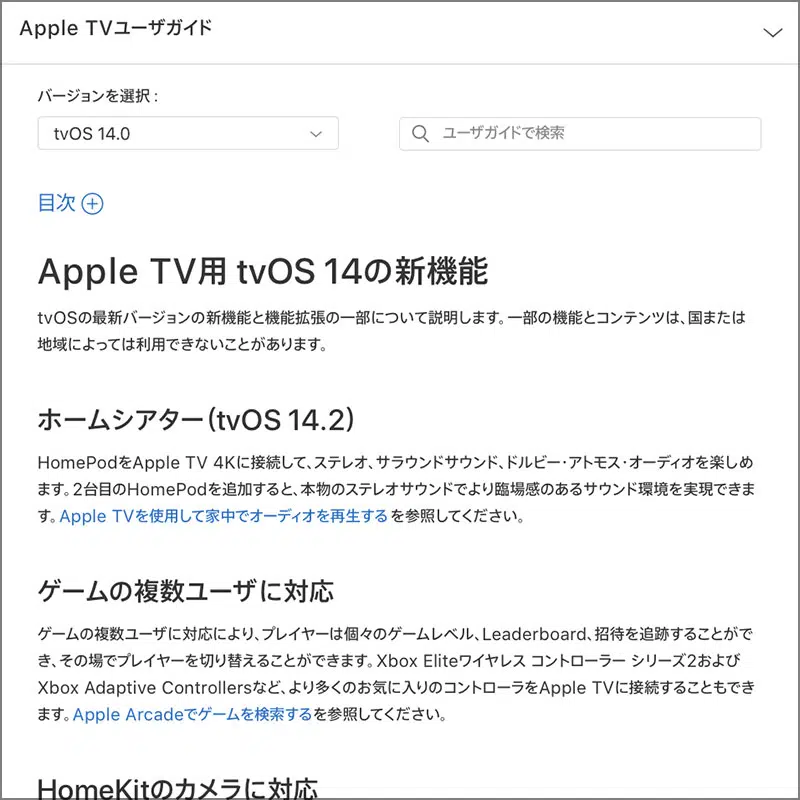 Apple TVユーザガイド
バージョンを選択：
tvOS 14.0
ユーザガイドで検索
目次
Apple TV用 tvOS 14の新機能
tvOSの最新バージョンの新機能と機能拡張の一部について説明します。一部の機能とコンテンツは、国または
地域によっては利用できないことがあります。
ホームシアター（tvOS 14.2）
HomePodをApple TV 4Kに接続して、ステレオ、サラウンドサウンド、ドルビー・アトモス・オーディオを楽しめ
ます。2台目のHomePodを追加すると、本物のステレオサウンドでより臨場感のあるサウンド環境を実現できま
す。Apple TVを使用して家中でオーディオを再生するを参照してください。
ゲームの複数ユーザに対応
ゲームの複数ユーザに対応により、プレイヤーは個々のゲームレベル、Leaderboard、招待を追跡することがで
き、その場でプレイヤーを切り替えることができます。Xbox Eliteワイヤレス コントローラー シリーズ2および
Xbox Adaptive Controllersなど、より多くのお気に入りのコントローラをApple TVに接続することもでき
ます。Apple Arcadeでゲームを検索するを参照してください。
HomeKitのカメラに対応